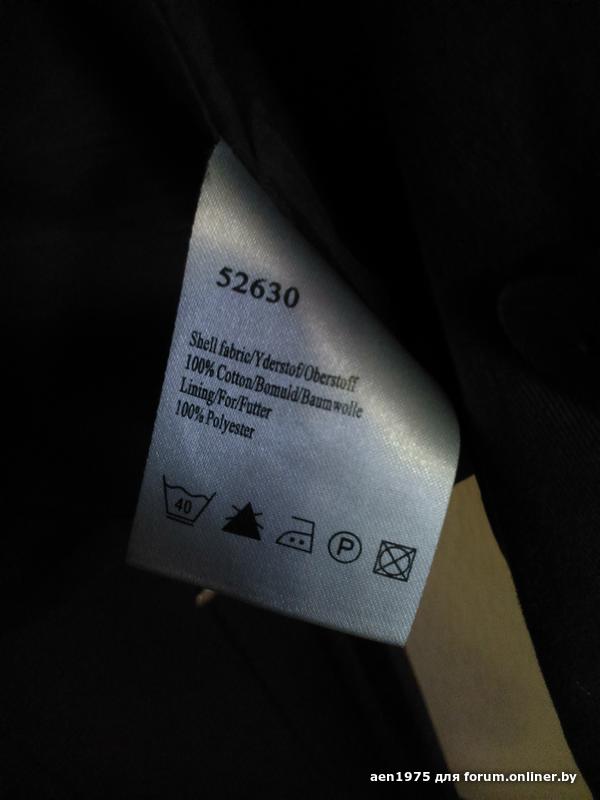 52630
Shell fabric/Yderstof/Oberstoff
100% Cotton/Bomuld/Baumwolle
Lining/For/Futter
100% Polyester
40
P
aen1975 для forum.onliner.by